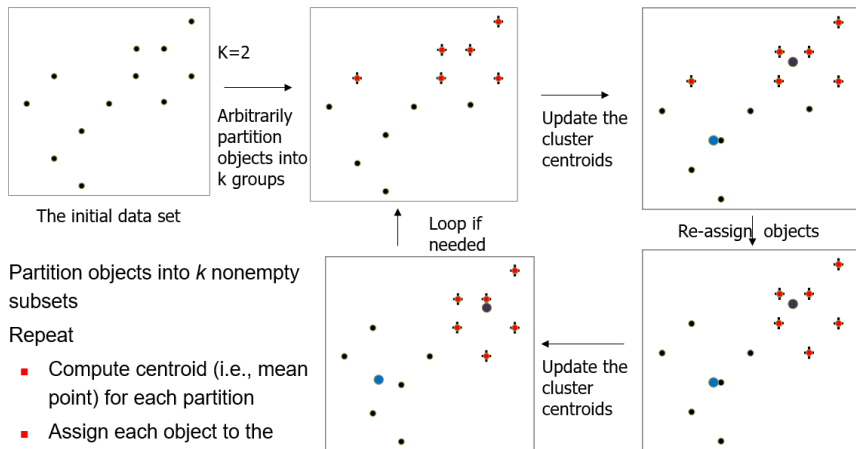 K=2
Arbitrarily
partition
objects into
k groups
Update the
cluster
centroids
The initial data set
Loop if
needed
Re-assign objects
Update the
cluster
centroids
Partition objects into k nonempty
subsets
Repeat
Compute centroid (i.e., mean
point) for each partition
Assign each object to the